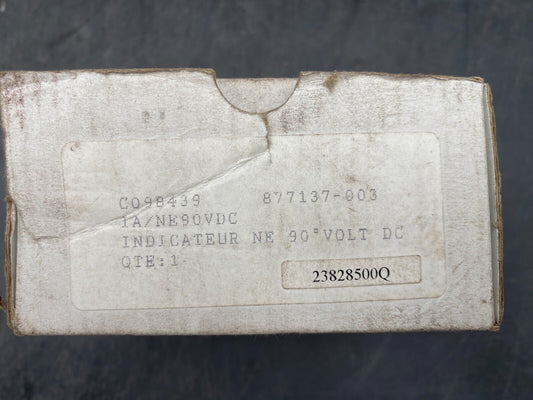 C098439 877137-003
1A/NE90VDC
INDICATEUR NE 90°VOLT DC
QTE:1
23828500Q